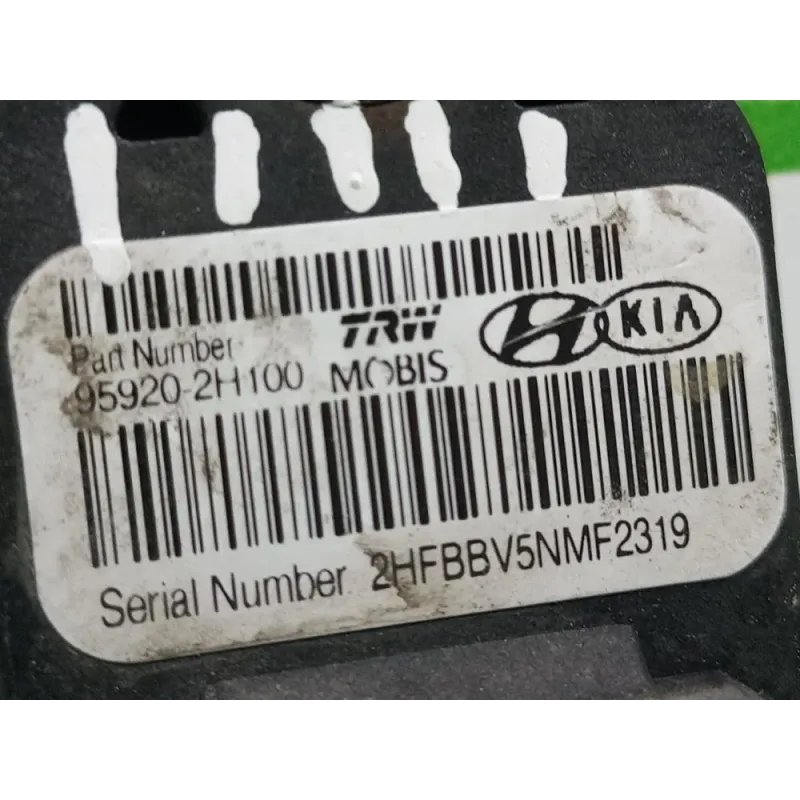 TRW KIA
Part Number
95920-2H100 MOBIS
Serial Number 2HFBBV5NMF2319